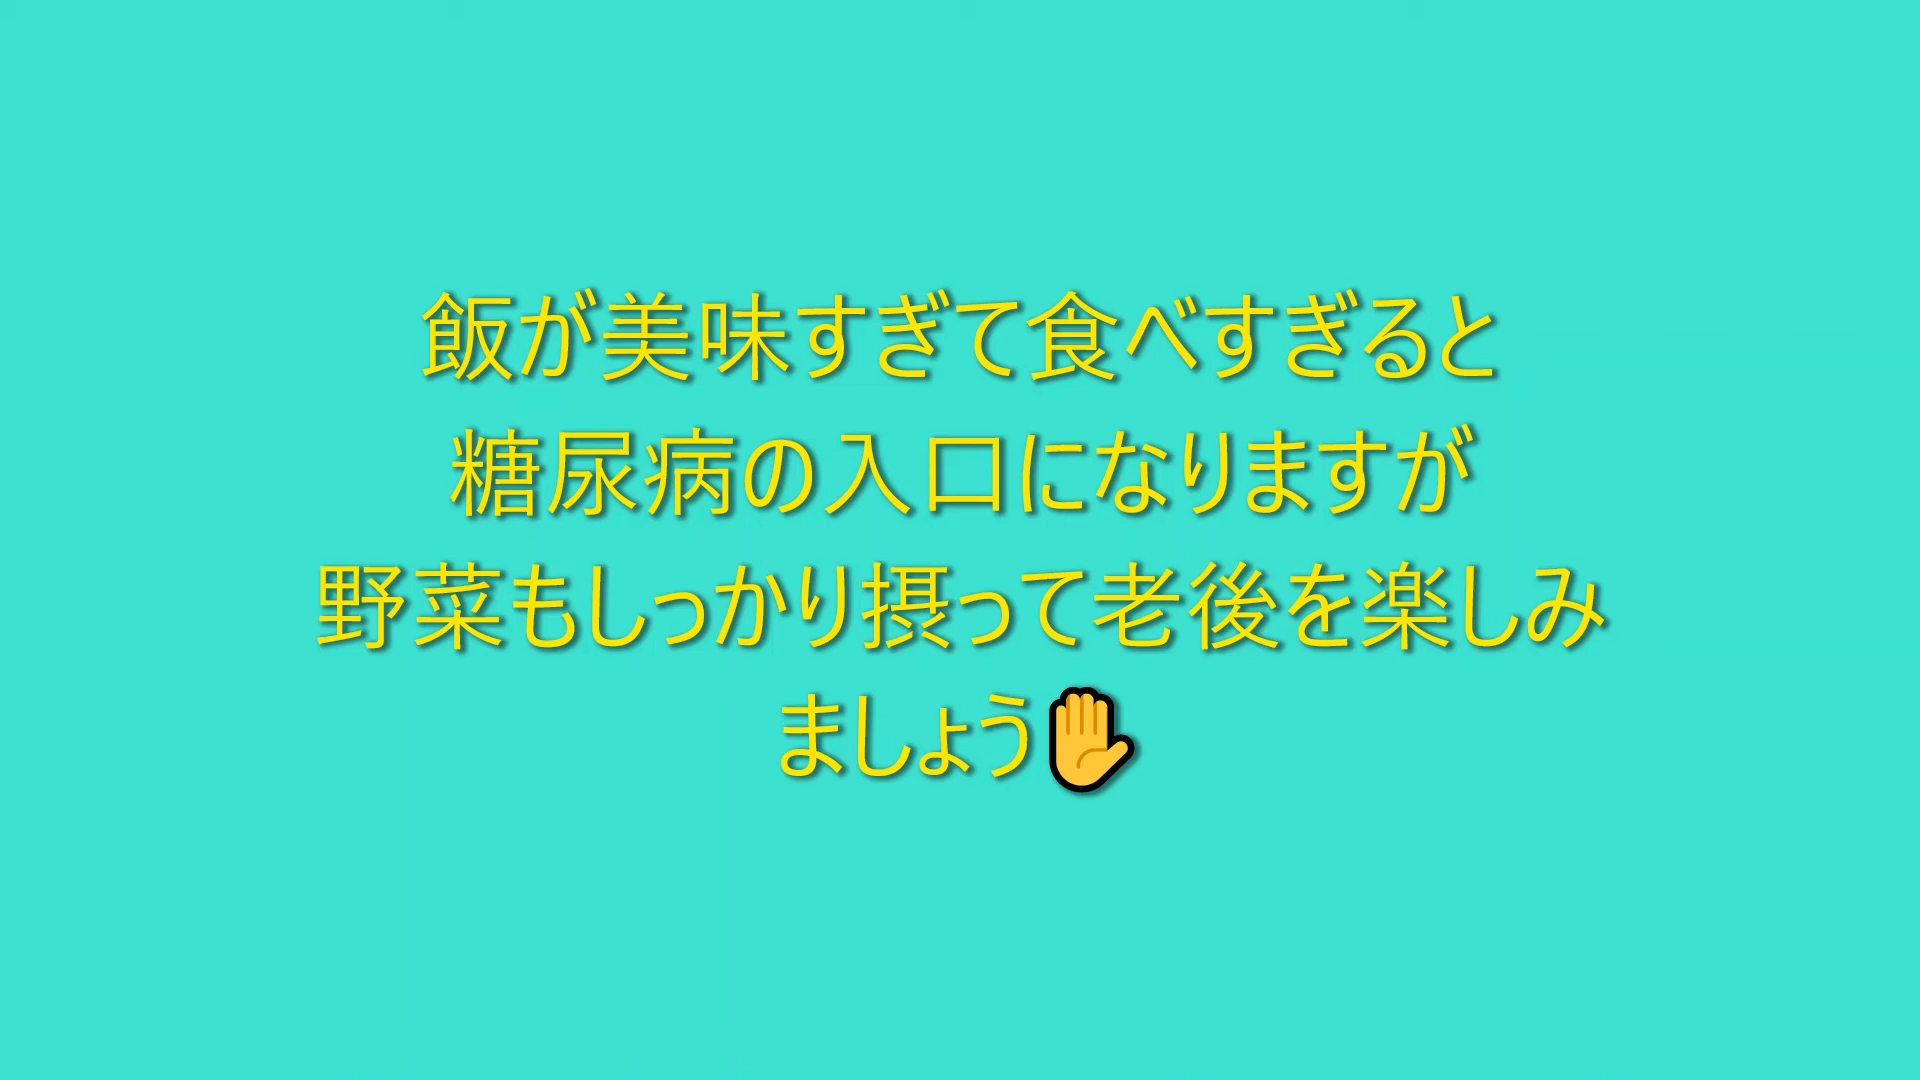 飯が美味すぎて食べすぎると
糖尿病の入口になりますが
野菜もしっかり摂って老後を楽しみ
ましょう✋